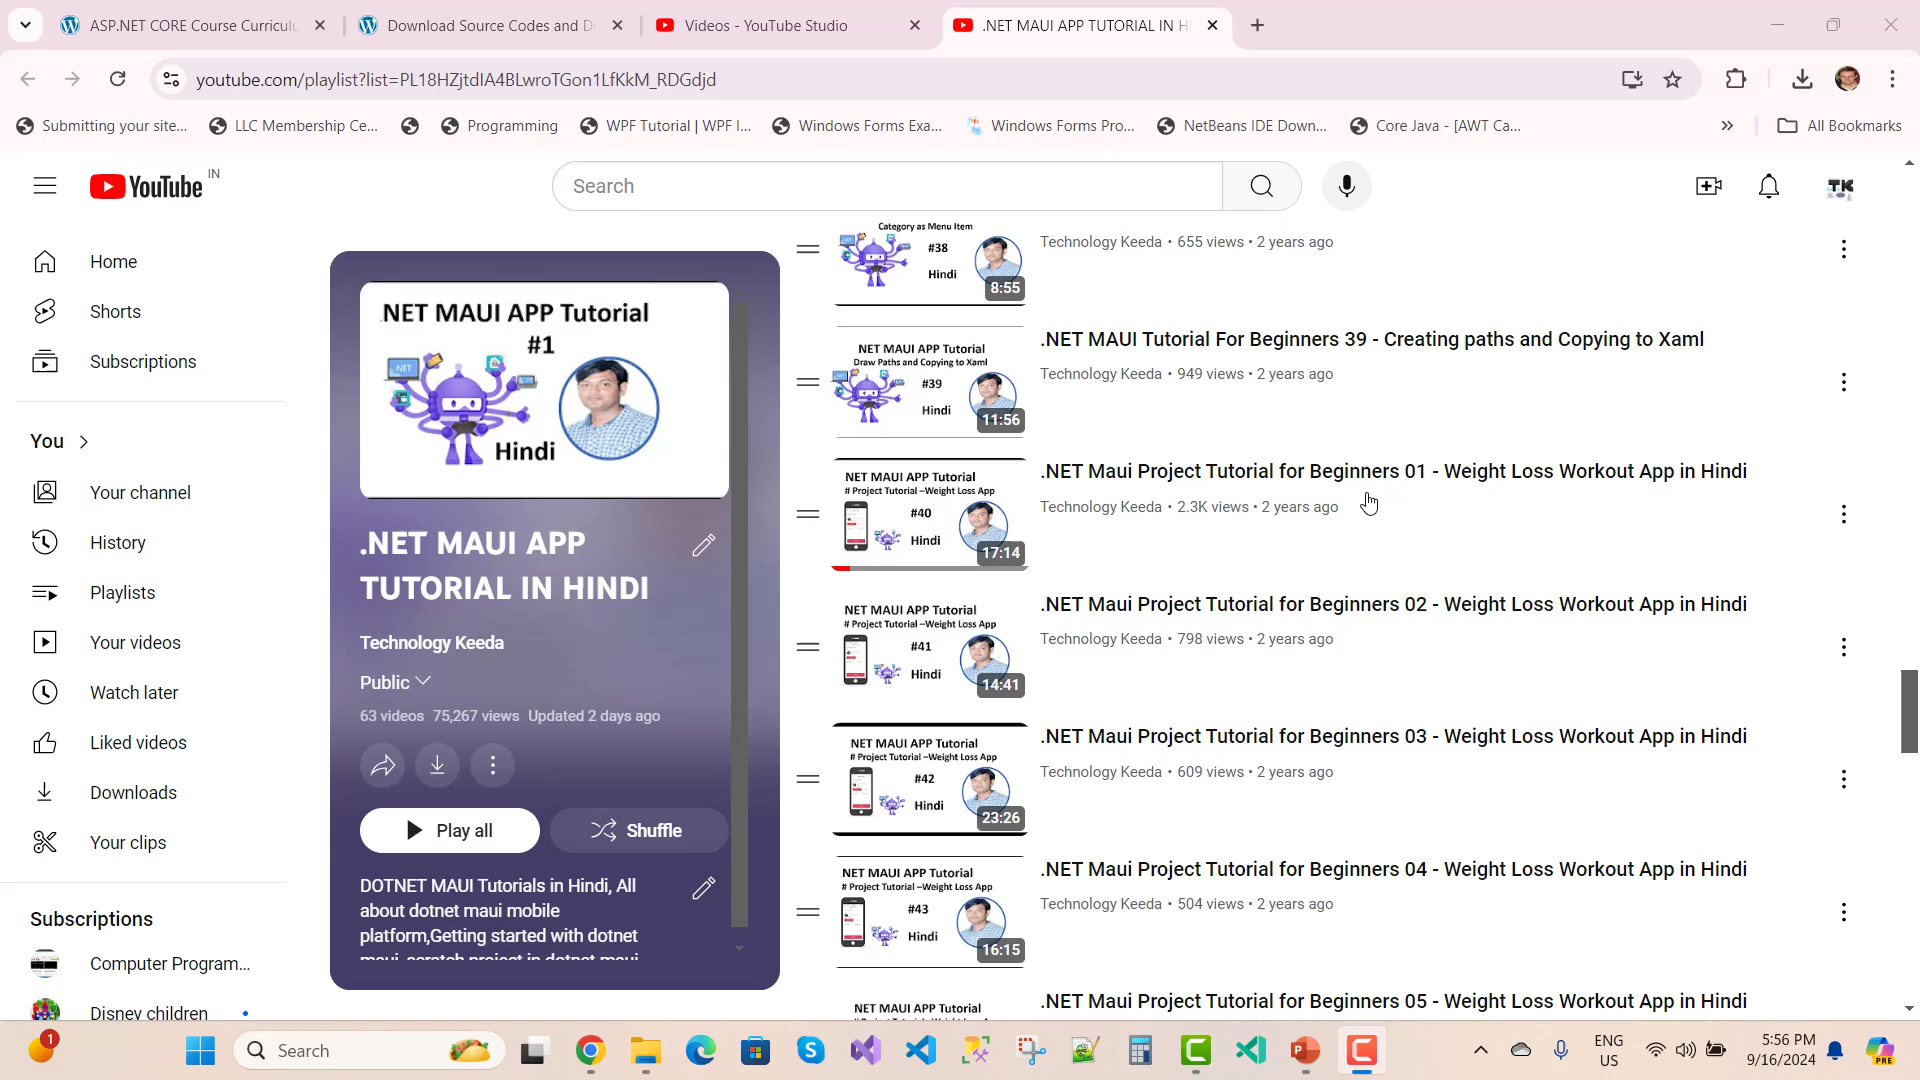 ASP.NET CORE Course Curricul
Download Source Codes and D
Videos - YouTube Studio
.NET MAUI APP TUTORIAL IN H
youtube.com/playlist?list=PL18HZjtdIA4BLwroTGon1LfKkM_RDGdjd
Submitting your site...
LLC Membership Ce...
Programming
WPF Tutorial | WPF I...
Windows Forms Exa...
Windows Forms Pro...
NetBeans IDE Down...
Core Java - [AWT Ca...
All Bookmarks
YouTube IN
Search
Home
Shorts
Subscriptions
You
Your channel
History
Playlists
Your videos
Watch later
Liked videos
Downloads
Your clips
Subscriptions
Computer Program...
Disney children
.NET MAUI APP Tutorial
#1
.NET
Hindi
.NET MAUI APP
TUTORIAL IN HINDI
Technology Keeda
Public
63 videos 75,267 views Updated 2 days ago
Play all
Shuffle
DOTNET MAUI Tutorials in Hindi, All
about dotnet maui mobile
platform,Getting started with dotnet
maui, scratch project in dotnet maui
Category as Menu Item
#38
Hindi
8:55
Technology Keeda • 655 views • 2 years ago
.NET MAUI APP Tutorial
Draw Paths and Copying to Xaml
#39
Hindi
11:56
.NET MAUI Tutorial For Beginners 39 - Creating paths and Copying to Xaml
Technology Keeda • 949 views • 2 years ago
.NET MAUI APP Tutorial
# Project Tutorial –Weight Loss App
#40
Hindi
17:14
.NET Maui Project Tutorial for Beginners 01 - Weight Loss Workout App in Hindi
Technology Keeda • 2.3K views • 2 years ago
.NET MAUI APP Tutorial
# Project Tutorial –Weight Loss App
#41
Hindi
14:41
.NET Maui Project Tutorial for Beginners 02 - Weight Loss Workout App in Hindi
Technology Keeda • 798 views • 2 years ago
.NET MAUI APP Tutorial
# Project Tutorial –Weight Loss App
#42
Hindi
23:26
.NET Maui Project Tutorial for Beginners 03 - Weight Loss Workout App in Hindi
Technology Keeda • 609 views • 2 years ago
.NET MAUI APP Tutorial
# Project Tutorial –Weight Loss App
#43
Hindi
16:15
.NET Maui Project Tutorial for Beginners 04 - Weight Loss Workout App in Hindi
Technology Keeda • 504 views • 2 years ago
.NET MAUI APP Tutorial
.NET Maui Project Tutorial for Beginners 05 - Weight Loss Workout App in Hindi
1
Search
ENG
US
5:56 PM
9/16/2024
PRE